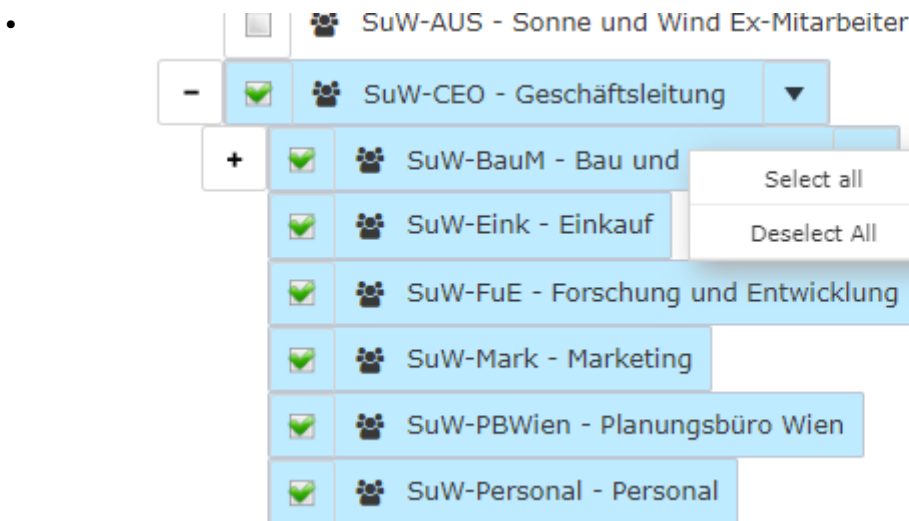 SuW-AUS - Sonne und Wind Ex-Mitarbeiter
SuW-CEO - Geschäftsleitung
SuW-BauM - Bau und
Select all
SuW-Eink - Einkauf
Deselect All
SuW-FuE - Forschung und Entwicklung
SuW-Mark - Marketing
SuW-PBWien - Planungsbüro Wien
SuW-Personal - Personal